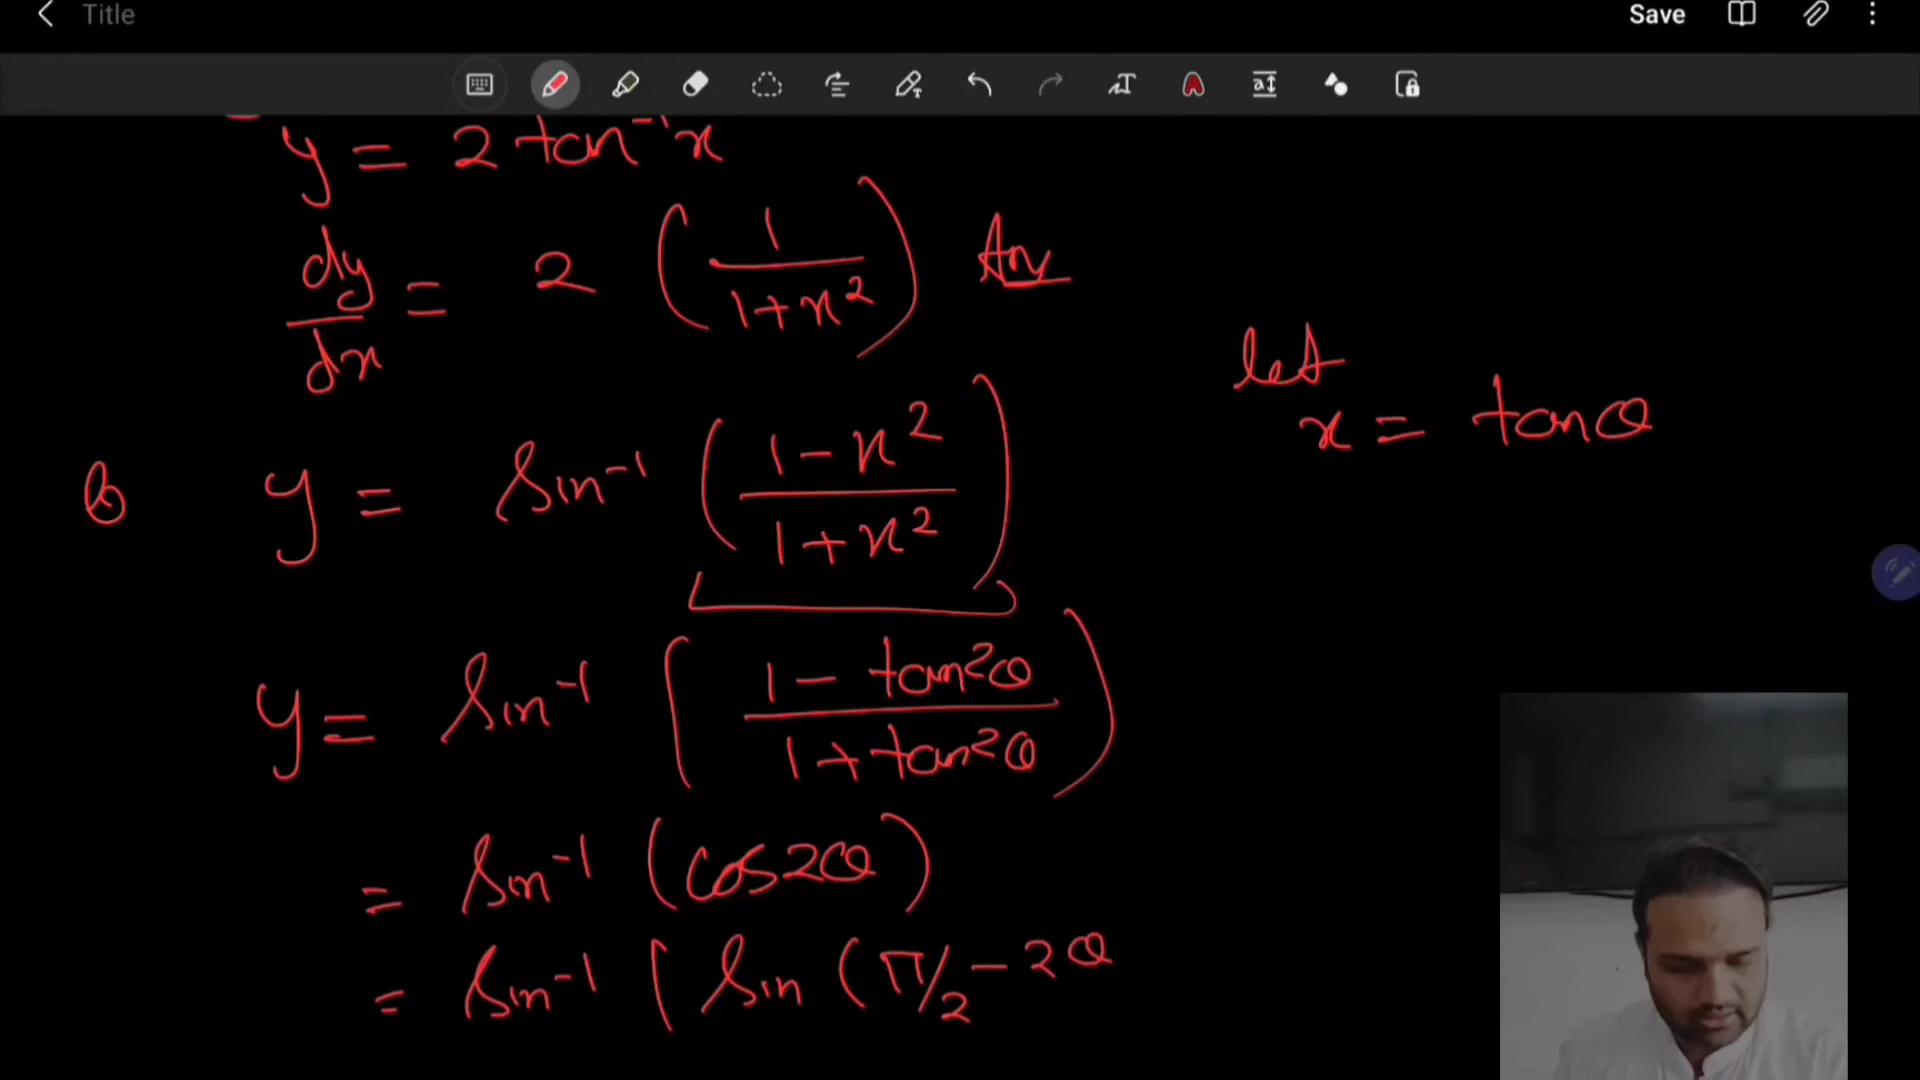 Title
Save
y = 2 tan⁻¹x
dy/dx = 2 (1/(1+x²)) Ans
let
x = tanθ
b y = sin⁻¹ ((1-x²)/(1+x²))
y = sin⁻¹ [(1 - tan²θ)/(1 + tan²θ))
= sin⁻¹ (cos2θ)
= sin⁻¹ ( sin (π/2 - 2θ